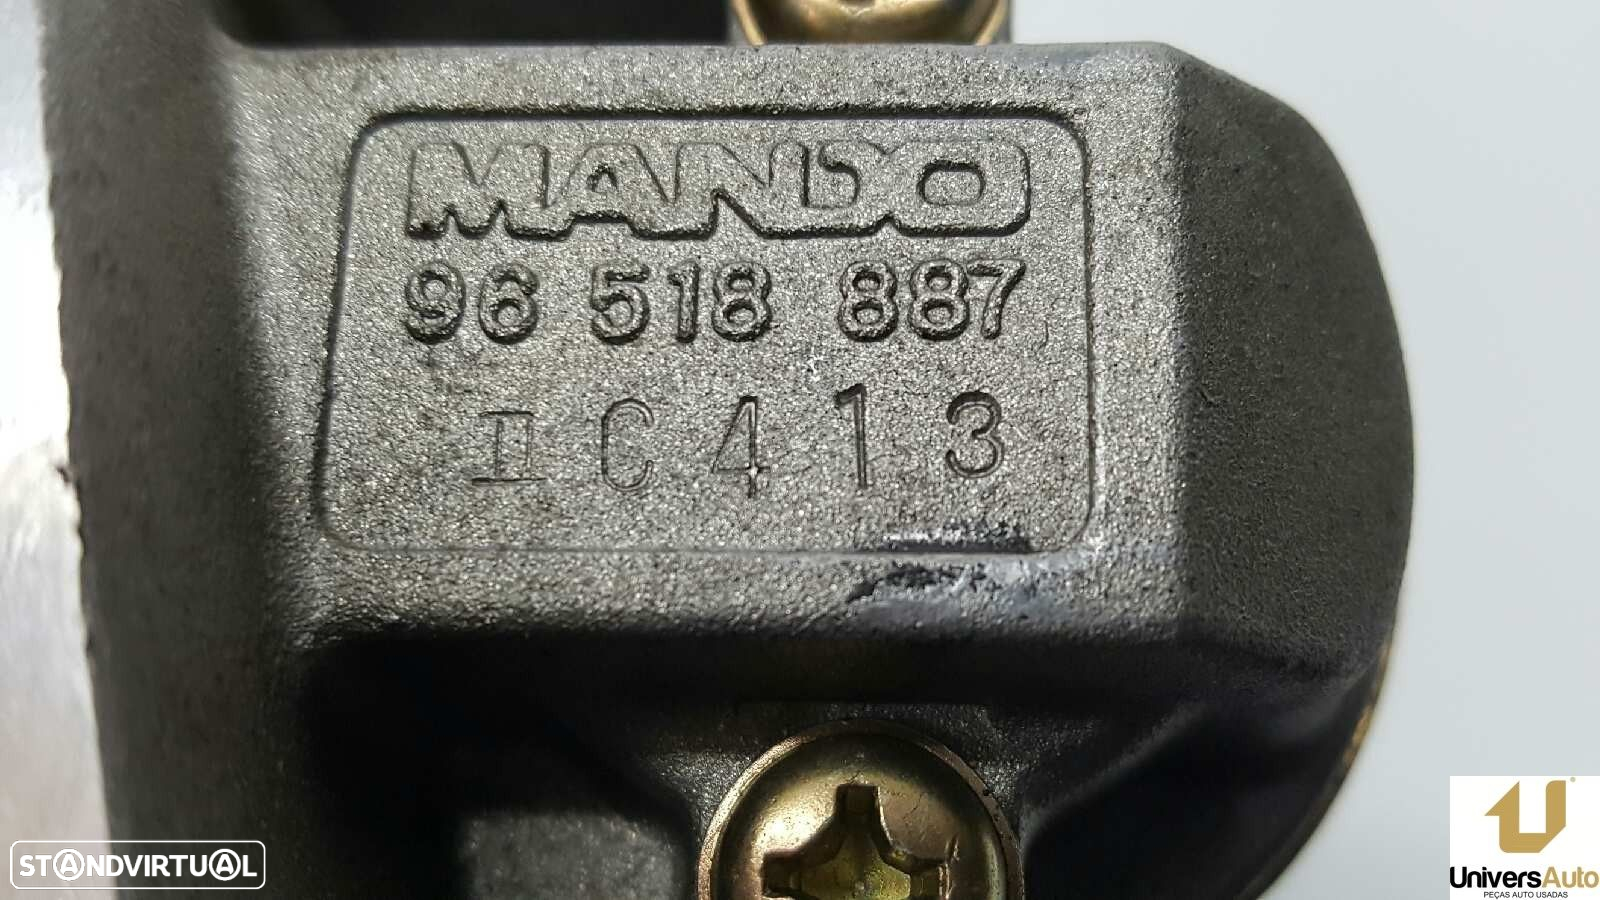 MANDO
96 518 887
II C 4 1 3
STANDVIRTUAL
UniversAuto
PEÇAS AUTO USADAS